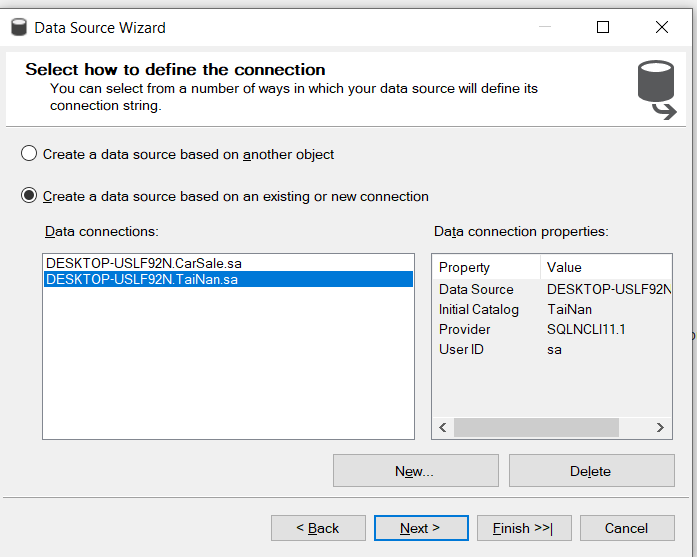 Data Source Wizard
Select how to define the connection
You can select from a number of ways in which your data source will define its
connection string.
Create a data source based on another object
Create a data source based on an existing or new connection
Data connections:
Data connection properties:
DESKTOP-USLF92N.CarSale.sa
DESKTOP-USLF92N.TaiNan.sa
Property Value
Data Source DESKTOP-USLF92N
Initial Catalog TaiNan
Provider SQLNCLI11.1
User ID sa
New... Delete
< Back Next > Finish >>| Cancel